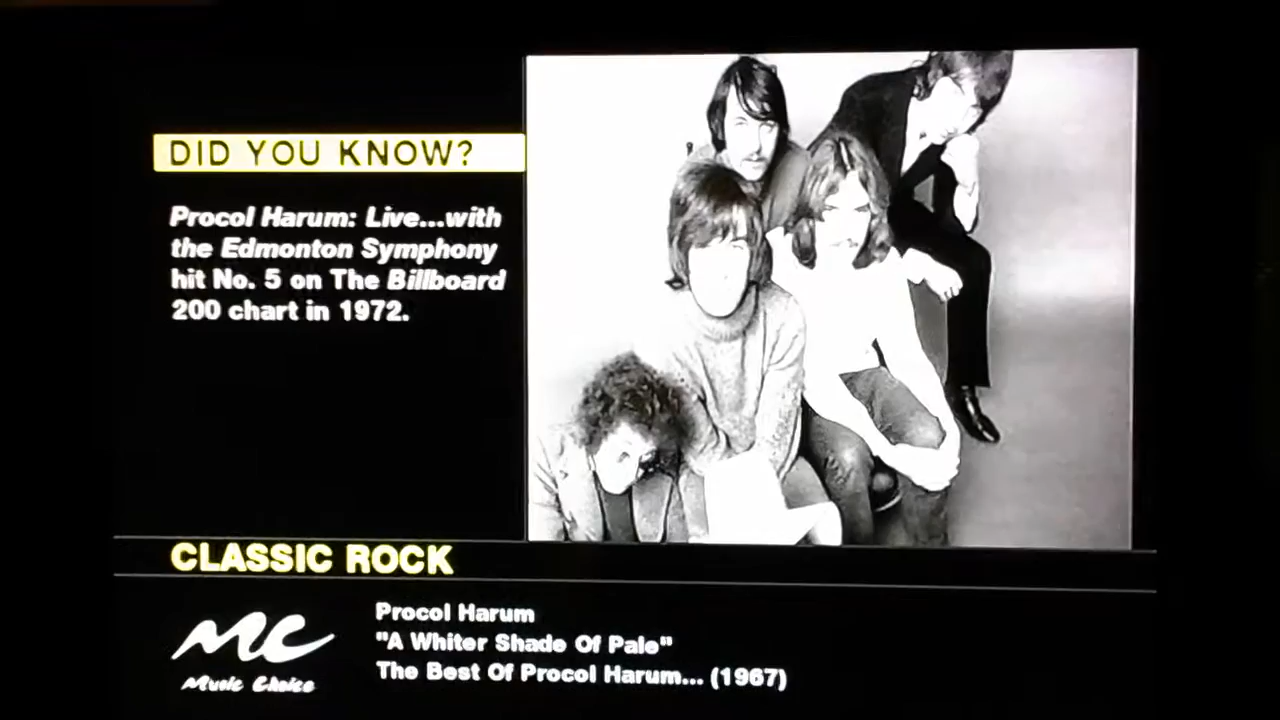 DID YOU KNOW?
Procol Harum: Live...with
the Edmonton Symphony
hit No. 5 on The Billboard
200 chart in 1972.
CLASSIC ROCK
MC
Music Choice
Procol Harum
"A Whiter Shade Of Pale"
The Best Of Procol Harum... (1967)